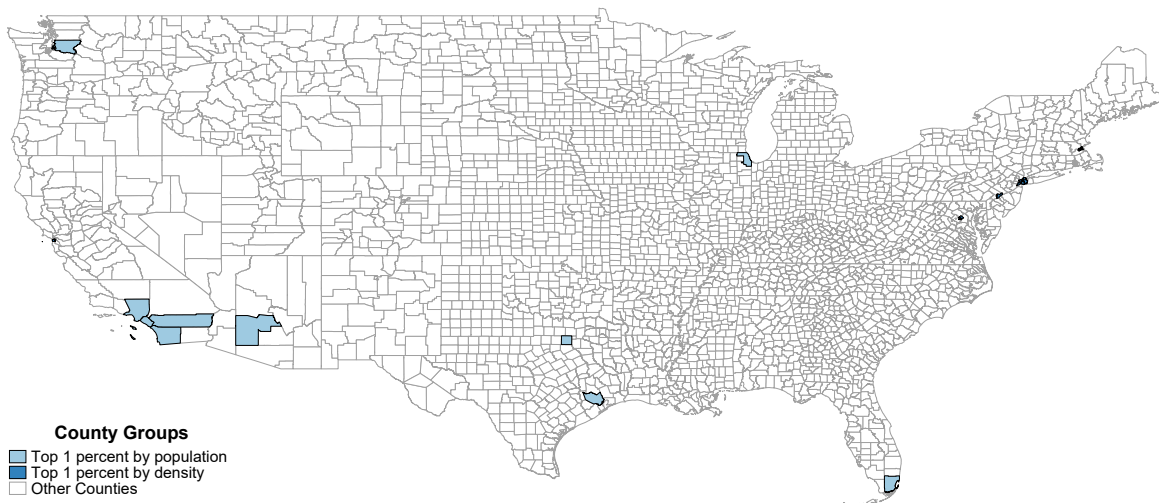 County Groups
Top 1 percent by population
Top 1 percent by density
Other Counties